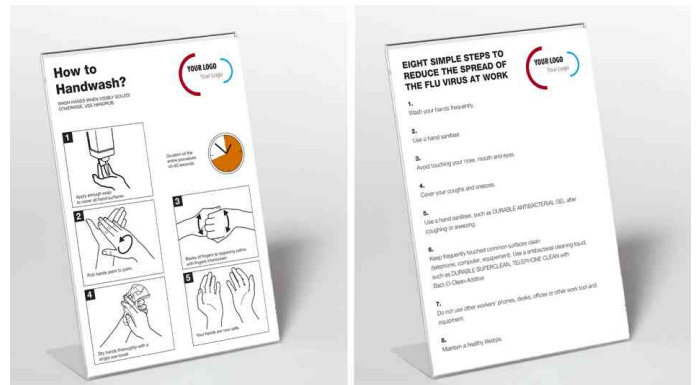 How to
Handwash?
WASH HANDS WHEN VISIBLY SOILED!
OTHERWISE, USE HANDRUB.
YOUR LOGO
Your Logo
1
Apply enough soap
to cover all hand surfaces.
Duration of the
entire procedure:
40-60 seconds
2
Rub hands palm to palm.
3
Backs of fingers to opposing palms
with fingers interlocked.
4
Dry hands thoroughly with a
single use towel.
5
Your hands are now safe.
EIGHT SIMPLE STEPS TO
REDUCE THE SPREAD OF
THE FLU VIRUS AT WORK
YOUR LOGO
Your Logo
1.
Wash your hands frequently.
2.
Use a hand sanitiser.
3.
Avoid touching your nose, mouth and eyes.
4.
Cover your coughs and sneezes.
5.
Use a hand sanitiser, such as DURABLE ANTIBACTERIAL GEL after
coughing or sneezing.
6.
Keep frequently touched common surfaces clean
(telephone, computer, equipement). Use a antibacterial cleaning liquid,
such as DURABLE SUPERCLEAN, TELEPHONE CLEAN with
Bact-O-Clean-Additive
7.
Do not use other workers' phones, desks, offices or other work tool and
equipment.
8.
Maintain a healthy lifestyle.